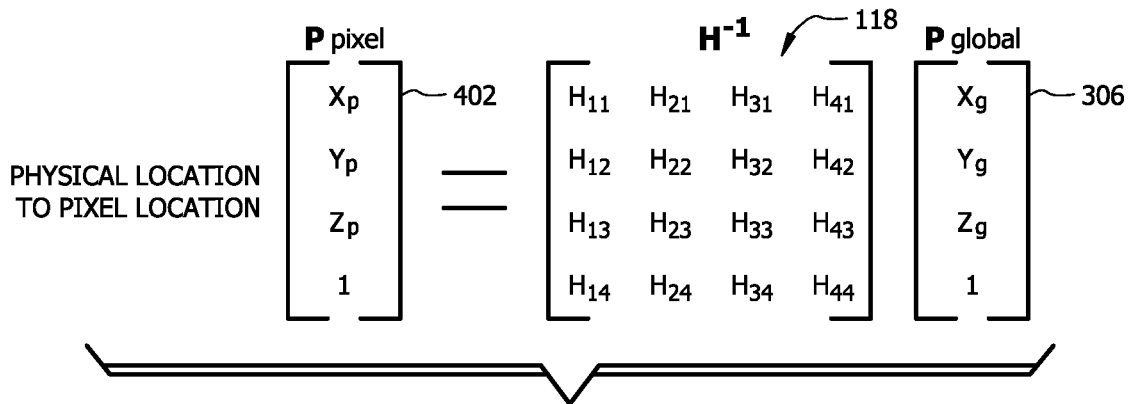 P pixel H⁻¹ 118 P global
Xp 402 H11 H21 H31 H41 Xg 306
Yp H12 H22 H32 H42 Yg
PHYSICAL LOCATION
TO PIXEL LOCATION
Zp H13 H23 H33 H43 Zg
1 H14 H24 H34 H44 1